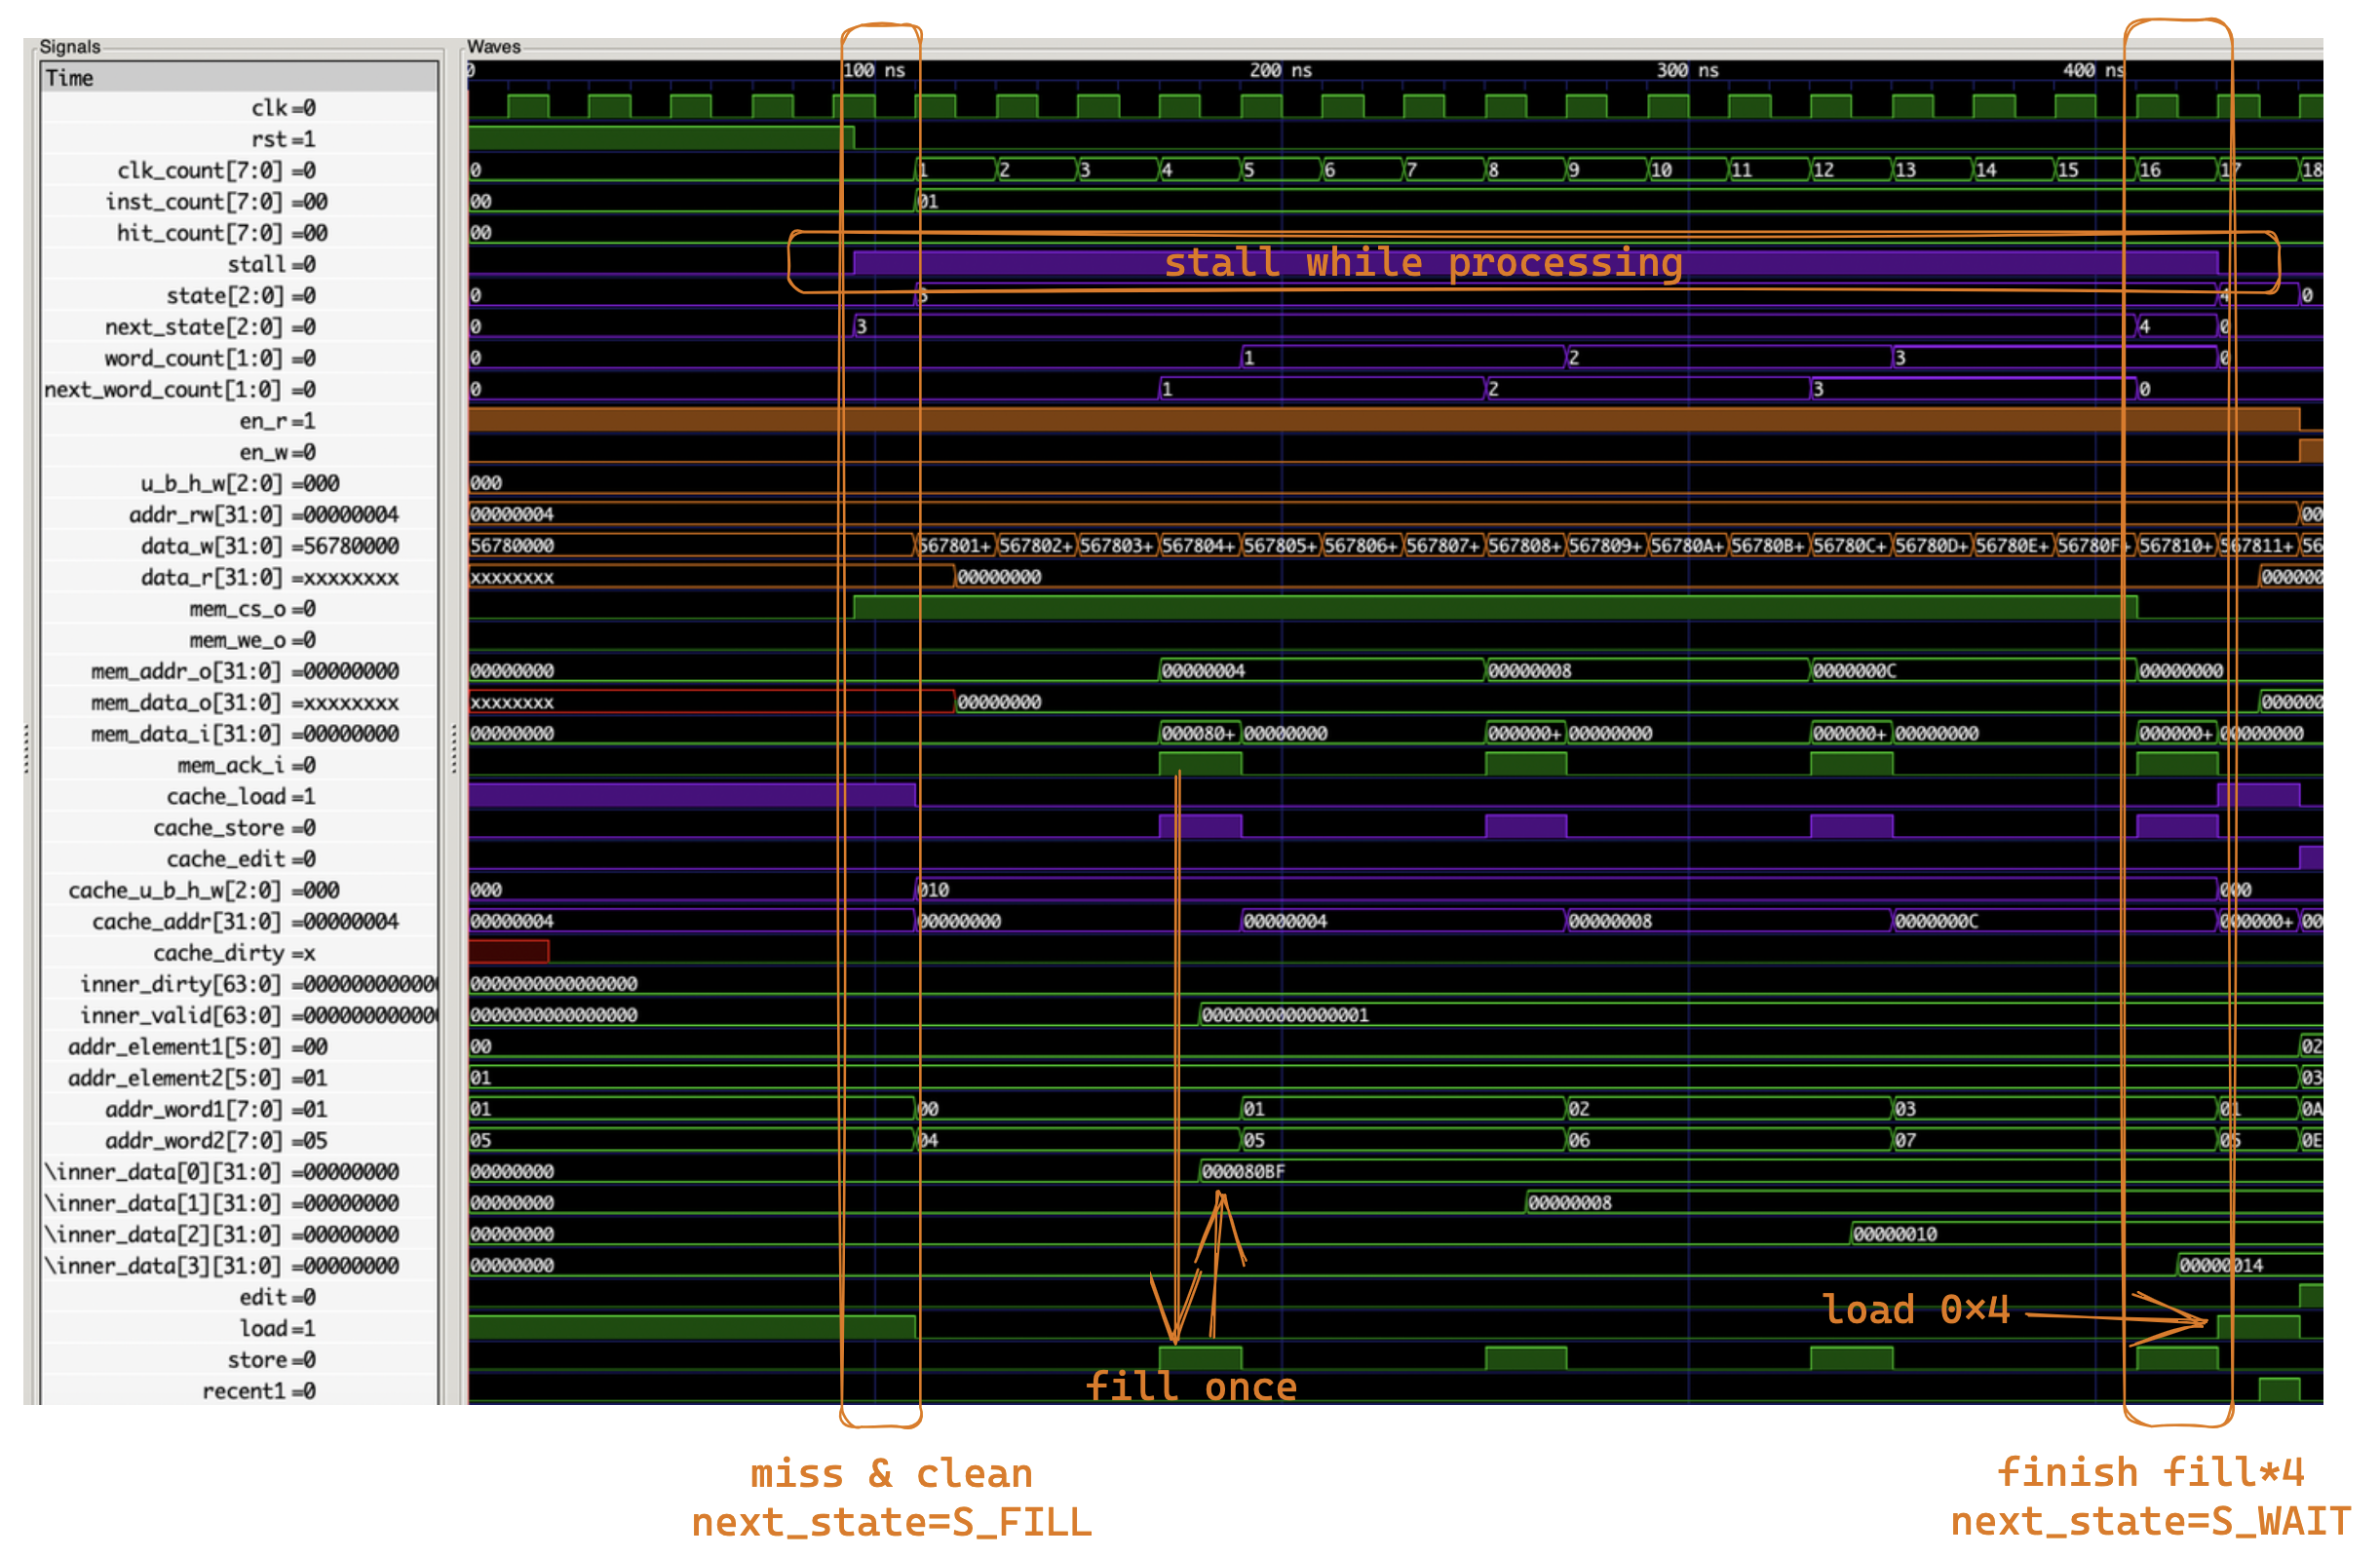 Signals
Waves
Time
0 100 ns 200 ns 300 ns 400 ns
clk=0
rst=1
clk_count[7:0] =0 0 1 2 3 4 5 6 7 8 9 10 11 12 13 14 15 16 17 18
inst_count[7:0] =00 00 01
hit_count[7:0] =00 00
stall=0 stall while processing
state[2:0] =0 0 3 4 0
next_state[2:0] =0 0 3 4 0
word_count[1:0] =0 0 1 2 3 0
next_word_count[1:0] =0 0 1 2 3 0
en_r=1
en_w=0
u_b_h_w[2:0] =000 000
addr_rw[31:0] =00000004 00000004 00
data_w[31:0] =56780000 56780000 567801+ 567802+ 567803+ 567804+ 567805+ 567806+ 567807+ 567808+ 567809+ 56780A+ 56780B+ 56780C+ 56780D+ 56780E+ 56780F+ 567810+ 567811+ 56
data_r[31:0] =xxxxxxxx xxxxxxxx 00000000 000000
mem_cs_o=0
mem_we_o=0
mem_addr_o[31:0] =00000000 00000000 00000004 00000008 0000000C 00000000
mem_data_o[31:0] =xxxxxxxx xxxxxxxx 00000000 000000
mem_data_i[31:0] =00000000 00000000 000080+ 00000000 000000+ 00000000 000000+ 00000000 000000+ 00000000
mem_ack_i=0
cache_load=1
cache_store=0
cache_edit=0
cache_u_b_h_w[2:0] =000 000 010 000
cache_addr[31:0] =00000004 00000004 00000000 00000004 00000008 0000000C 000000+ 00
cache_dirty=x
inner_dirty[63:0] =000000000000 0000000000000000
inner_valid[63:0] =000000000000 0000000000000000 0000000000000001
addr_element1[5:0] =00 00 02
addr_element2[5:0] =01 01 03
addr_word1[7:0] =01 01 00 01 02 03 01 0A
addr_word2[7:0] =05 05 04 05 06 07 05 0E
\inner_data[0][31:0] =00000000 00000000 000080BF
\inner_data[1][31:0] =00000000 00000000 00000008
\inner_data[2][31:0] =00000000 00000000 00000010
\inner_data[3][31:0] =00000000 00000000 00000014
edit=0
load 0×4
load=1
store=0
fill once
recent1=0
miss & clean
next_state=S_FILL
finish fill*4
next_state=S_WAIT